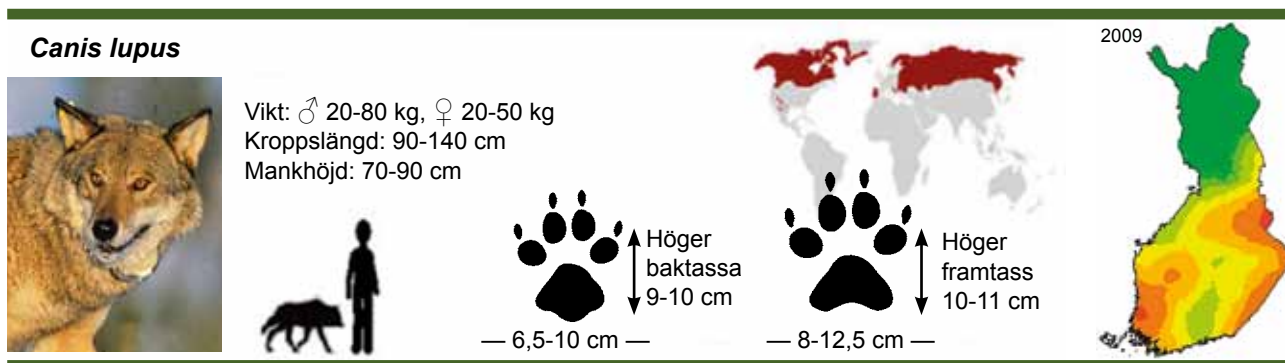 Canis lupus
Vikt: ♂ 20-80 kg, ♀ 20-50 kg
Kroppslängd: 90-140 cm
Mankhöjd: 70-90 cm
Höger
baktassa
9-10 cm
— 6,5-10 cm —
Höger
framtass
10-11 cm
— 8-12,5 cm —
2009